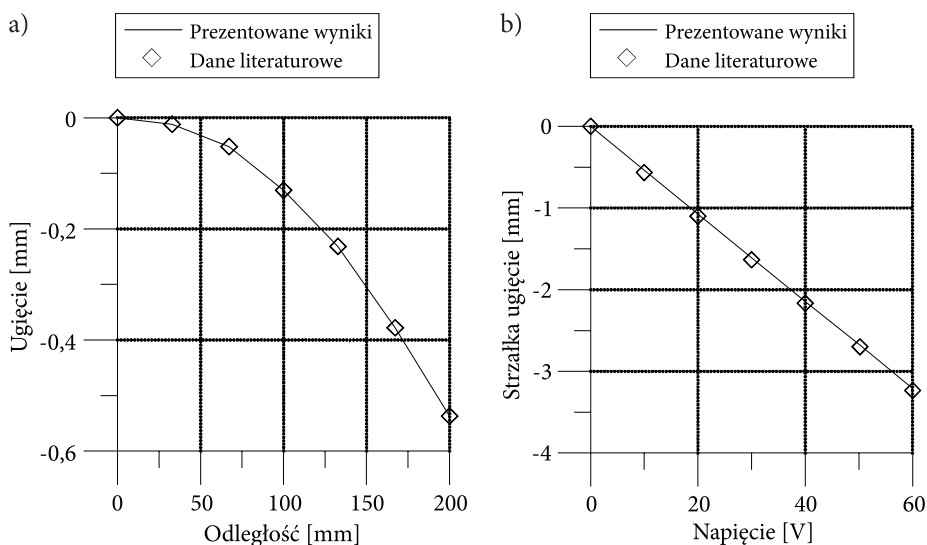 a)
Prezentowane wyniki
Dane literaturowe
0
-0,2
-0,4
-0,6
Ugięcie [mm]
0 50 100 150 200
Odległość [mm]
b)
Prezentowane wyniki
Dane literaturowe
0
-1
-2
-3
-4
Strzałka ugięcie [mm]
0 20 40 60
Napięcie [V]